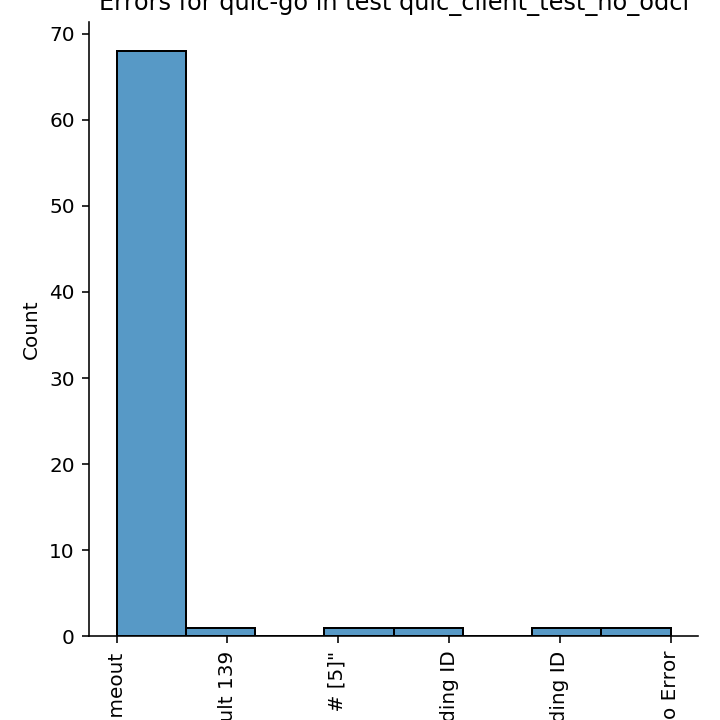 Errors for quic-go in test quic_client_test_no_odci
70
60
50
40
30
20
10
0
Count
meout
ult 139
# [5]"
ding ID
ding ID
o Error